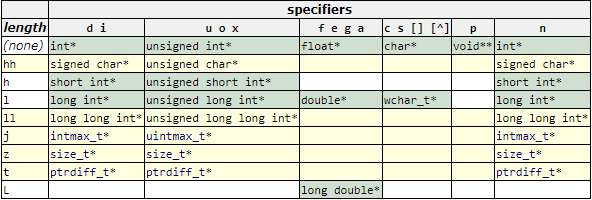 specifiers
length d i u o x f e g a c s [] [^] p n
(none) int* unsigned int* float* char* void** int*
hh signed char* unsigned char* signed char*
h short int* unsigned short int* short int*
l long int* unsigned long int* double* wchar_t* long int*
ll long long int* unsigned long long int* long long int*
j intmax_t* uintmax_t* intmax_t*
z size_t* size_t* size_t*
t ptrdiff_t* ptrdiff_t* ptrdiff_t*
L long double*